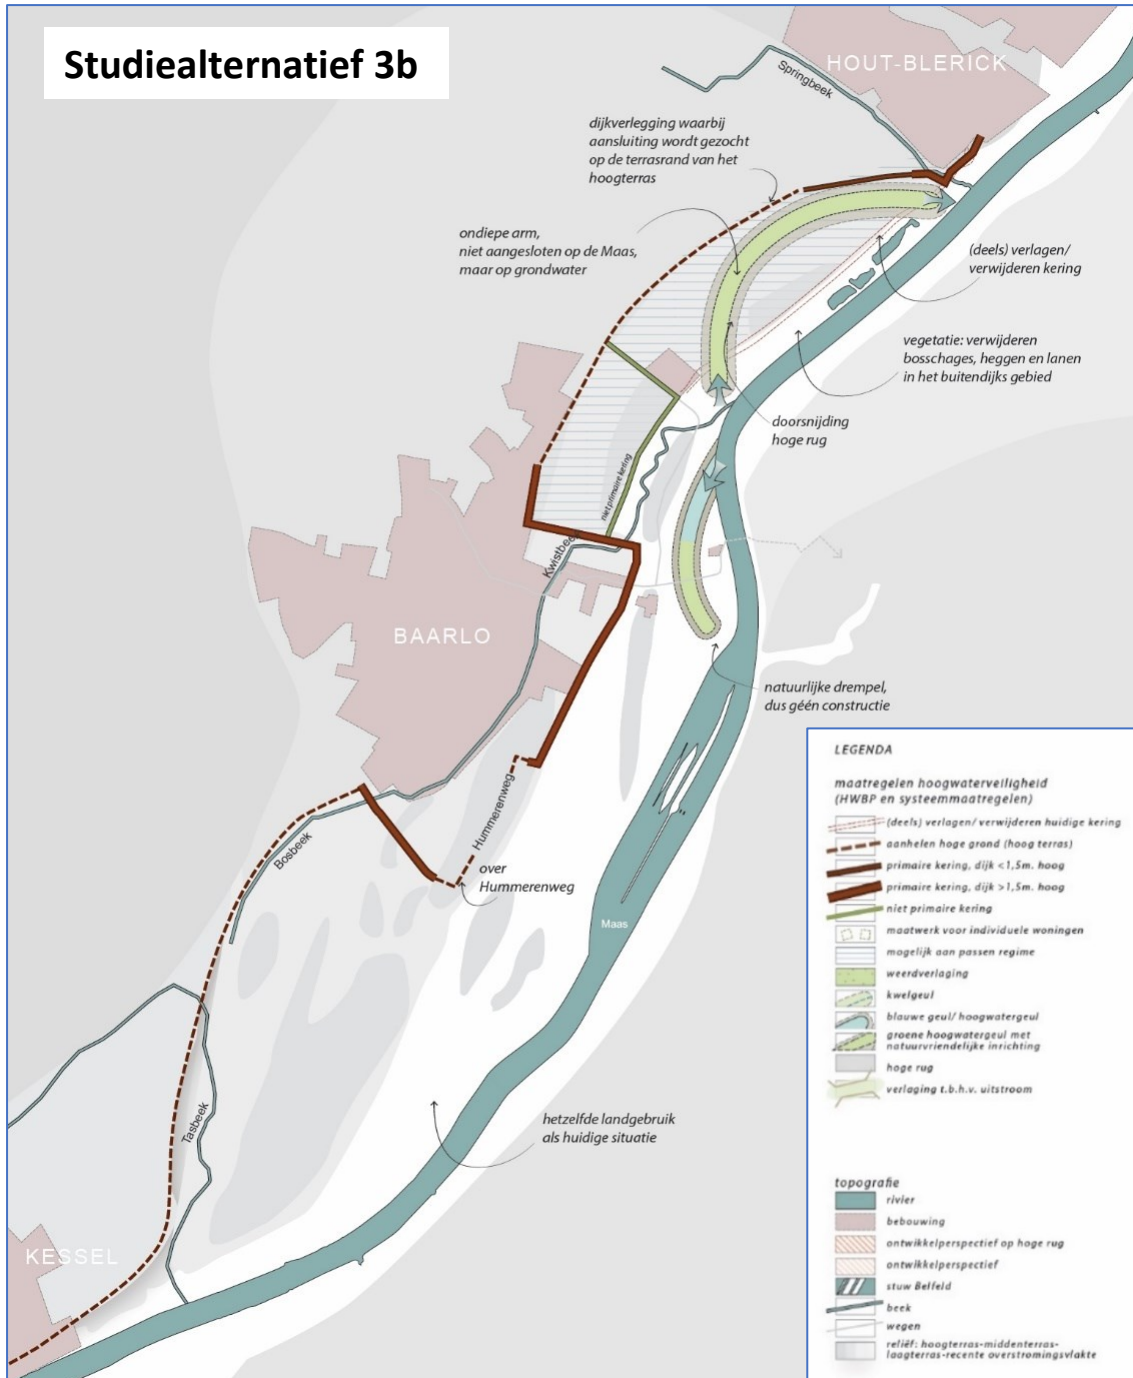 Studiealternatief 3b
HOUT-BLERICK
Springbeek
dijkverlegging waarbij
aansluiting wordt gezocht
op de terrasrand van het
hoogterras
ondiepe arm,
niet aangesloten op de Maas,
maar op grondwater
(deels) verlagen/
verwijderen kering
vegetatie: verwijderen
bosschages, heggen en lanen
in het buitendijks gebied
doorsnijding
hoge rug
niet primaire kering
Kwistbeek
BAARLO
natuurlijke drempel,
dus géén constructie
Hummerenweg
Bosbeek
over
Hummerenweg
Maas
Tasbeek
hetzelfde landgebruik
als huidige situatie
KESSEL
LEGENDA
maatregelen hoogwaterveiligheid
(HWBP en systeemmaatregelen)
(deels) verlagen/ verwijderen huidige kering
aanhelen hoge grond (hoog terras)
primaire kering, dijk <1,5m. hoog
primaire kering, dijk >1,5m. hoog
niet primaire kering
maatwerk voor individuele woningen
mogelijk aan passen regime
weerdverlaging
kwelgeul
blauwe geul/ hoogwatergeul
groene hoogwatergeul met
natuurvriendelijke inrichting
hoge rug
verlaging t.b.h.v. uitstroom
topografie
rivier
bebouwing
ontwikkelperspectief op hoge rug
ontwikkelperspectief
stuw Belfeld
beek
wegen
reliëf: hoogterras-middenterras-
laagterras-recente overstromingsvlakte